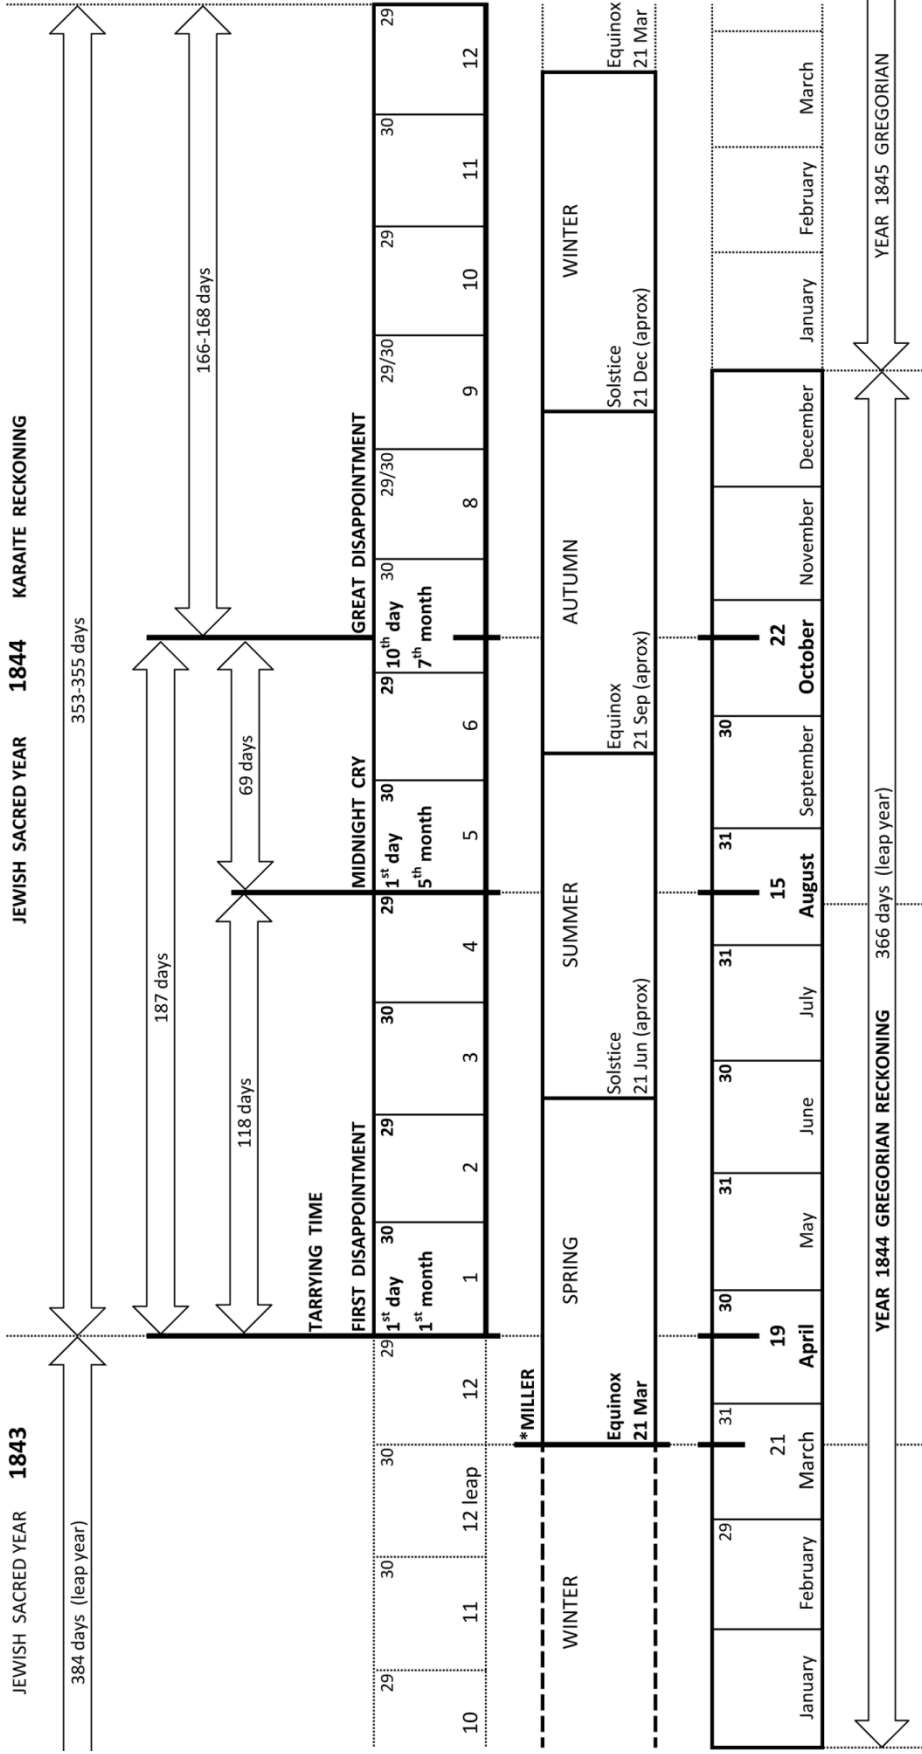 JEWISH SACRED YEAR 1843 JEWISH SACRED YEAR 1844 KARAITE RECKONING
384 days (leap year) 353-355 days
187 days 166-168 days
118 days 69 days
TARRYING TIME
FIRST DISAPPOINTMENT MIDNIGHT CRY GREAT DISAPPOINTMENT
29 30 30 29 1st day 30 29 30 29 1st day 30 29 10th day 30 29/30 29/30 29 30 29
1st month 5th month 7th month
10 11 12 leap 12 1 2 3 4 5 6 8 9 10 11 12
*MILLER
WINTER SPRING SUMMER AUTUMN WINTER
Equinox Solstice Equinox Solstice Equinox
21 Mar 21 Jun (aprox) 21 Sep (aprox) 21 Dec (aprox) 21 Mar
29 31 30 31 30 31 31 30
21 19 15 22
January February March April May June July August September October November December January February March
YEAR 1844 GREGORIAN RECKONING 366 days (leap year) YEAR 1845 GREGORIAN